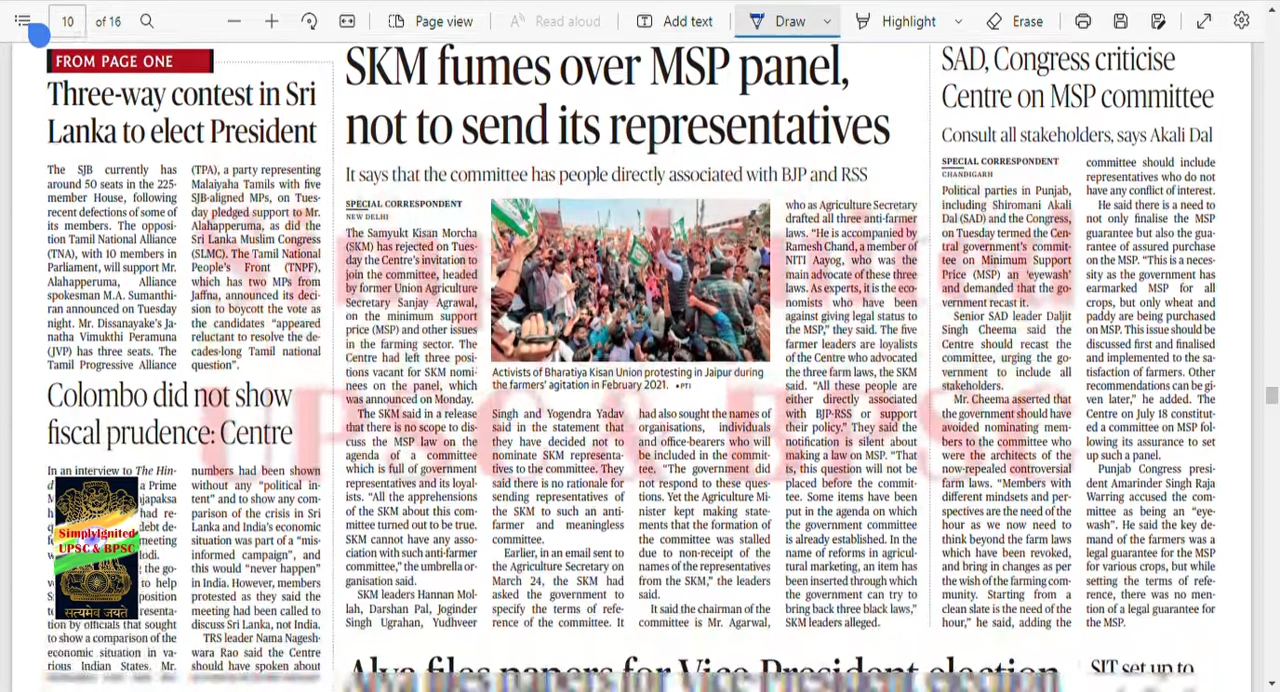 10
of 16
Page view
Read aloud
Add text
Draw
Highlight
Erase
FROM PAGE ONE
Three-way contest in Sri
Lanka to elect President
The SJB currently has
around 50 seats in the 225-
member House, following
recent defections of some of
its members. The opposi-
tion Tamil National Alliance
(TNA), with 10 members in
Parliament, will support Mr.
Alahapperuma, Alliance
spokesman M.A. Sumanthi-
ran announced on Tuesday
night. Mr. Dissanayake's Ja-
natha Vimukthi Peramuna
(JVP) has three seats. The
Tamil Progressive Alliance
(TPA), a party representing
Malaiyaha Tamils with five
SJB-aligned MPs, on Tues-
day pledged support to Mr.
Alahapperuma, as did the
Sri Lanka Muslim Congress
(SLMC). The Tamil National
People's Front (TNPF),
which has two MPs from
Jaffna, announced its deci-
sion to boycott the vote as
the candidates “appeared
reluctant to resolve the de-
cades-long Tamil national
question”.
Colombo did not show
fiscal prudence: Centre
In an interview to The Hin-
a Prime
japaksa
had re-
debt de-
meeting
lodi.
the go-
to help
position
resenta-
tion by officials that sought
to show a comparison of the
economic situation in va-
rious Indian States. Mr.
numbers had been shown
without any “political in-
tent” and to show any com-
parison of the crisis in Sri
Lanka and India's economic
situation was part of a “mis-
informed campaign”, and
this would “never happen”
in India. However, members
protested as they said the
meeting had been called to
discuss Sri Lanka, not India.
TRS leader Nama Nagesh-
wara Rao said the Centre
should have spoken about
SimplyIgnited
UPSC & BPSC
सत्यमेव जयते
SKM fumes over MSP panel,
not to send its representatives
It says that the committee has people directly associated with BJP and RSS
SPECIAL CORRESPONDENT
NEW DELHI
The Samyukt Kisan Morcha
(SKM) has rejected on Tues-
day the Centre's invitation to
join the committee, headed
by former Union Agriculture
Secretary Sanjay Agrawal,
on the minimum support
price (MSP) and other issues
in the farming sector. The
Centre had left three posi-
tions vacant for SKM nomi-
nees on the panel, which
was announced on Monday.
The SKM said in a release
that there is no scope to dis-
cuss the MSP law on the
agenda of a committee
which is full of government
representatives and its loyal-
ists. “All the apprehensions
of the SKM about this com-
mittee turned out to be true.
SKM cannot have any asso-
ciation with such anti-farmer
committee,” the umbrella or-
ganisation said.
SKM leaders Hannan Mol-
lah, Darshan Pal, Joginder
Singh Ugrahan, Yudhveer
Activists of Bharatiya Kisan Union protesting in Jaipur during
the farmers' agitation in February 2021. •PTI
Singh and Yogendra Yadav
said in the statement that
they have decided not to
nominate SKM representa-
tives to the committee. They
said there is no rationale for
sending representatives of
the SKM to such an anti-
farmer and meaningless
committee.
Earlier, in an email sent to
the Agriculture Secretary on
March 24, the SKM had
asked the government to
specify the terms of refe-
rence of the committee. It
had also sought the names of
organisations, individuals
and office-bearers who will
be included in the commit-
tee. “The government did
not respond to these ques-
tions. Yet the Agriculture Mi-
nister kept making state-
ments that the formation of
the committee was stalled
due to non-receipt of the
names of the representatives
from the SKM,” the leaders
said.
It said the chairman of the
committee is Mr. Agarwal,
who as Agriculture Secretary
drafted all three anti-farmer
laws. “He is accompanied by
Ramesh Chand, a member of
NITI Aayog, who was the
main advocate of these three
laws. As experts, it is the eco-
nomists who have been
against giving legal status to
the MSP,” they said. The five
farmer leaders are loyalists
of the Centre who advocated
the three farm laws, the SKM
said. “All these people are
either directly associated
with BJP-RSS or support
their policy.” They said the
notification is silent about
making a law on MSP. “That
is, this question will not be
placed before the commit-
tee. Some items have been
put in the agenda on which
the government committee
is already established. In the
name of reforms in agricul-
tural marketing, an item has
been inserted through which
the government can try to
bring back three black laws,”
SKM leaders alleged.
SAD, Congress criticise
Centre on MSP committee
Consult all stakeholders, says Akali Dal
SPECIAL CORRESPONDENT
CHANDIGARH
Political parties in Punjab,
including Shiromani Akali
Dal (SAD) and the Congress,
on Tuesday termed the Cen-
tral government's commit-
tee on Minimum Support
Price (MSP) an ‘eyewash’
and demanded that the go-
vernment recast it.
Senior SAD leader Daljit
Singh Cheema said the
Centre should recast the
committee, urging the go-
vernment to include all
stakeholders.
Mr. Cheema asserted that
the government should have
avoided nominating mem-
bers to the committee who
were the architects of the
now-repealed controversial
farm laws. “Members with
different mindsets and per-
spectives are the need of the
hour as we now need to
think beyond the farm laws
which have been revoked,
and bring in changes as per
the wish of the farming com-
munity. Starting from a
clean slate is the need of the
hour,” he said, adding the
committee should include
representatives who do not
have any conflict of interest.
He said there is a need to
not only finalise the MSP
guarantee but also the gua-
rantee of assured purchase
on the MSP. “This is a neces-
sity as the government has
earmarked MSP for all
crops, but only wheat and
paddy are being purchased
on MSP. This issue should be
discussed first and finalised
and implemented to the sa-
tisfaction of farmers. Other
recommendations can be gi-
ven later,” he added. The
Centre on July 18 constitut-
ed a committee on MSP fol-
lowing its assurance to set
up such a panel.
Punjab Congress presi-
dent Amarinder Singh Raja
Warring accused the com-
mittee as being an “eye-
wash”. He said the key de-
mand of the farmers was a
legal guarantee for the MSP
for various crops, but while
setting the terms of refe-
rence, there was no men-
tion of a legal guarantee for
the MSP.
Alva files papers for Vice President election
SIT set up to